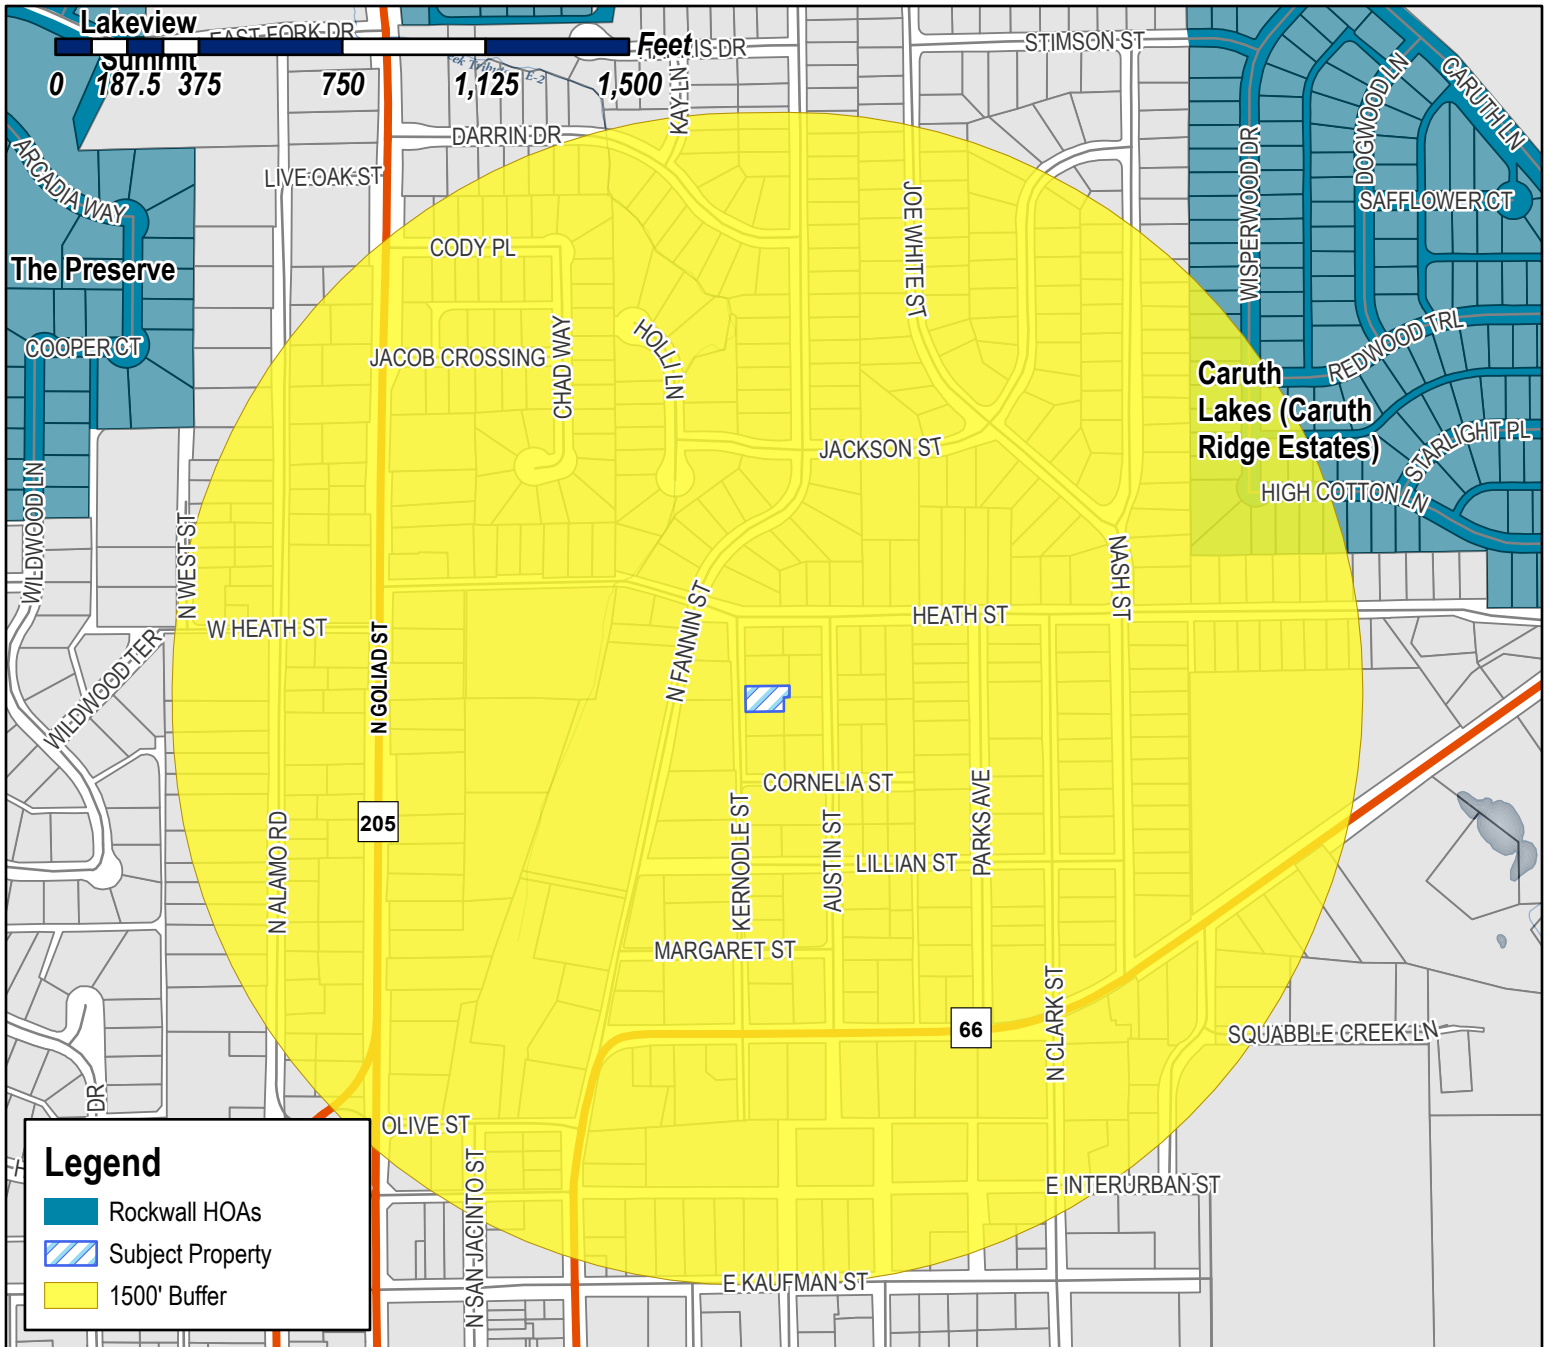 Lakeview
Summit
EAST FORK DR
0 187.5 375 750 1,125 1,500
Feet
IS DR
STIMSON ST
E-2
KAY LN
DARRIN DR
LIVE OAK ST
ARCADIA WAY
The Preserve
COOPER CT
CODY PL
JACOB CROSSING
CHAD WAY
HOLLI LN
JOE WHITE ST
JACKSON ST
WISPERWOOD DR
DOGWOOD LN
CARUTH LN
SAFFLOWER CT
REDWOOD TRL
Caruth
Lakes (Caruth
Ridge Estates)
STARLIGHT PL
HIGH COTTON LN
WILDWOOD LN
N WEST ST
NASH ST
W HEATH ST
HEATH ST
WILDWOOD TER
N GOLIAD ST
N FANNIN ST
205
CORNELIA ST
KERNODLE ST
AUSTIN ST
PARKS AVE
LILLIAN ST
N ALAMO RD
MARGARET ST
66
N CLARK ST
SQUABBLE CREEK LN
DR
OLIVE ST
N SAN JACINTO ST
E INTERURBAN ST
E KAUFMAN ST
H
Legend
Rockwall HOAs
Subject Property
1500' Buffer